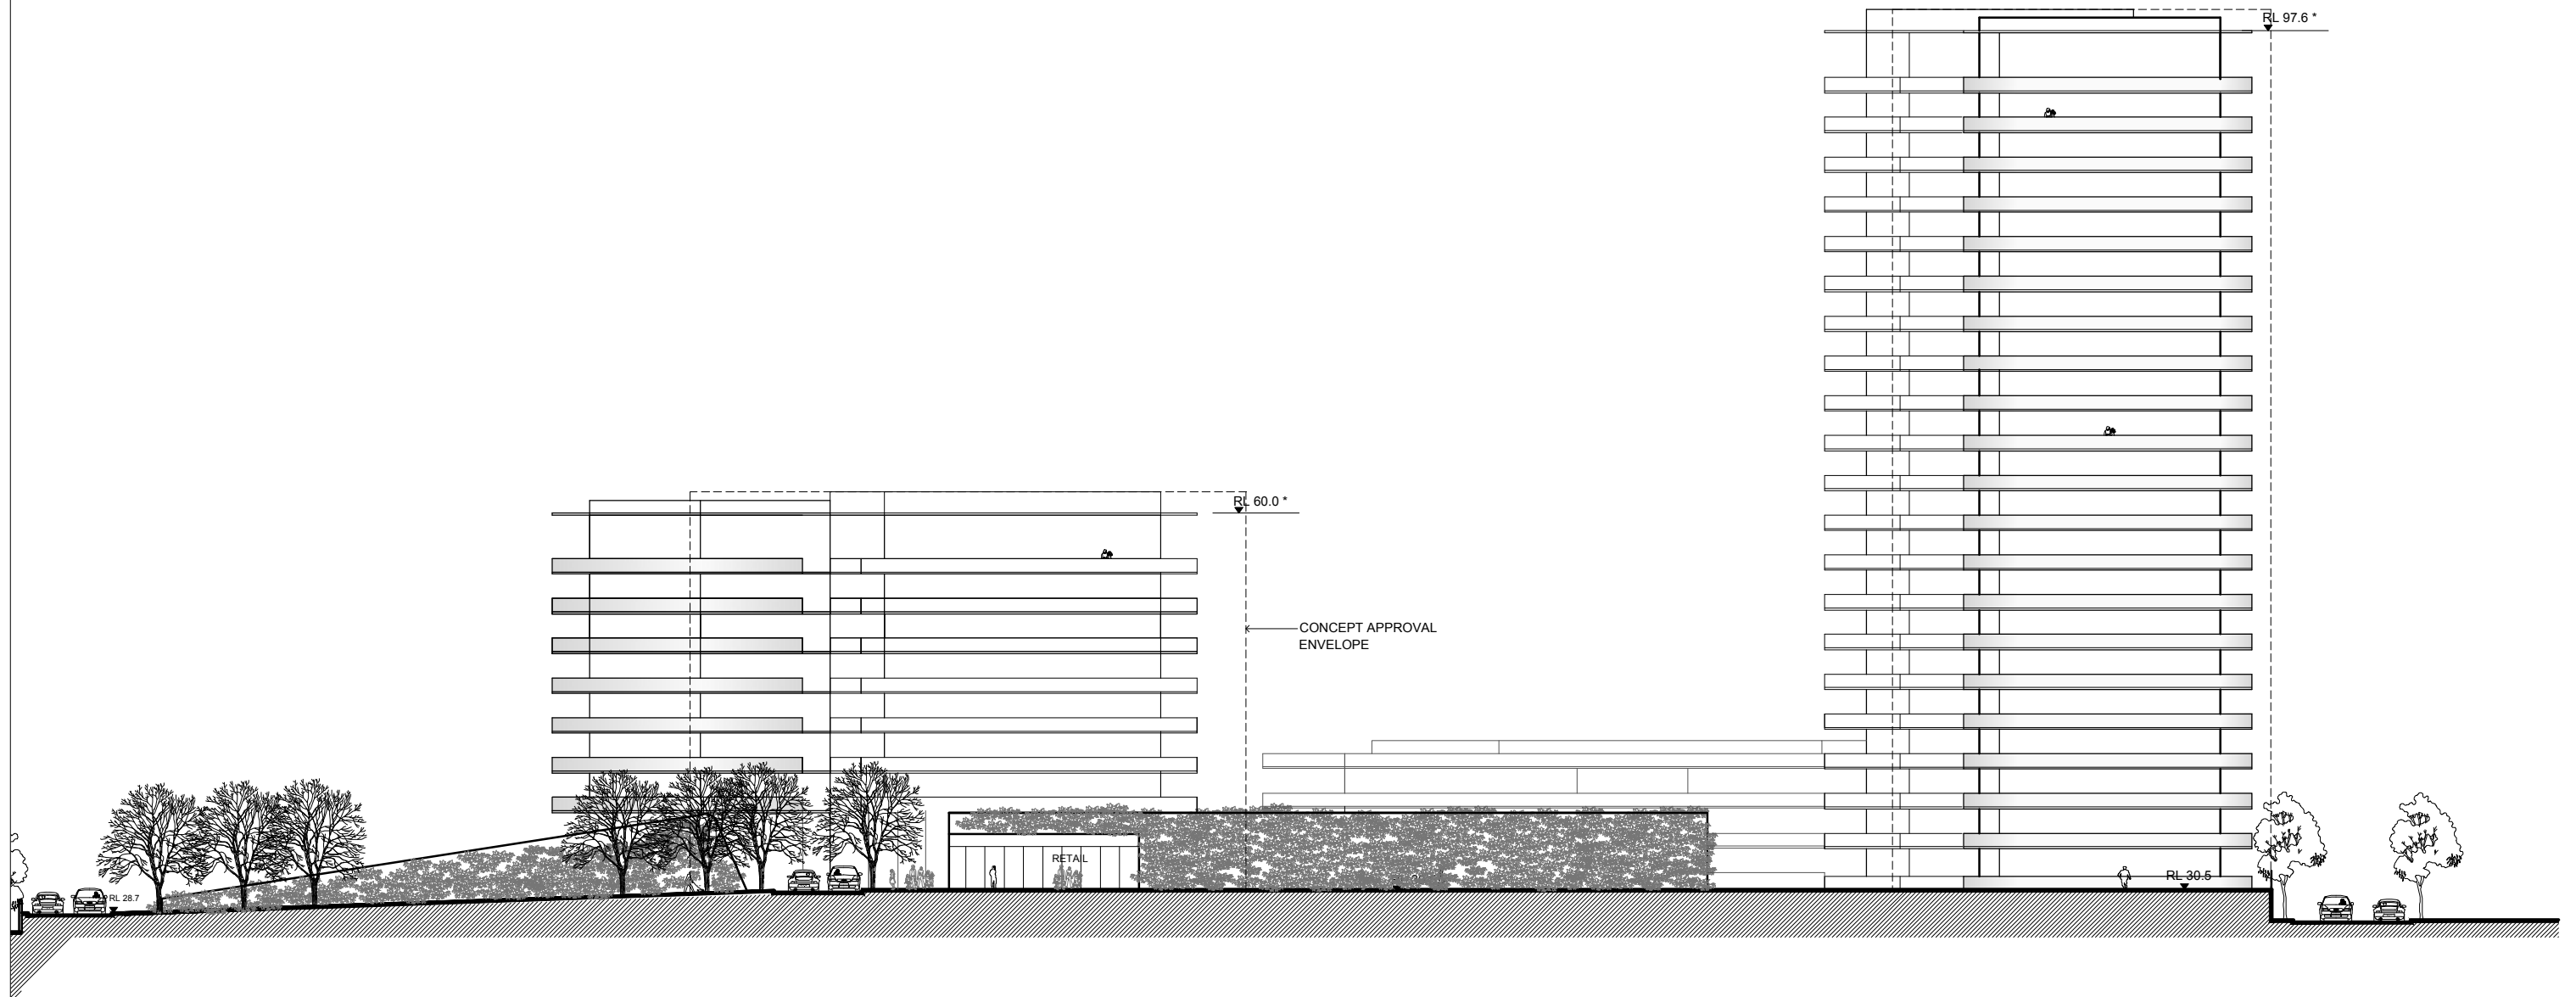 RL 97.6 *
RL 60.0 *
CONCEPT APPROVAL
ENVELOPE
RETAIL
RL 30.5
RL 28.7